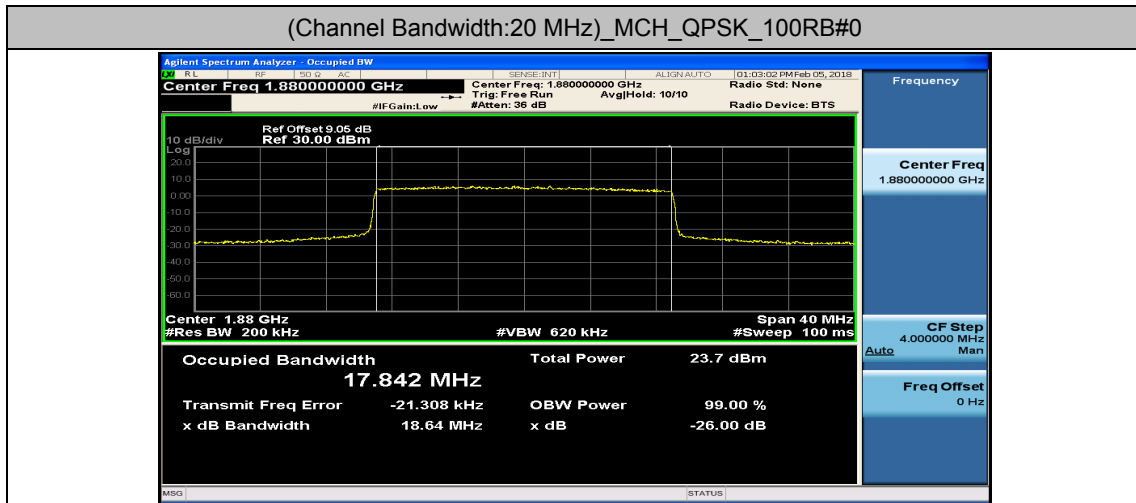 (Channel Bandwidth:20 MHz)_MCH_QPSK_100RB#0
Agilent Spectrum Analyzer - Occupied BW
LXI RL RF 50 Ω AC SENSE:INT ALIGN AUTO 01:03:02 PM Feb 05, 2018
Center Freq 1.880000000 GHz Center Freq: 1.880000000 GHz Radio Std: None
Trig: Free Run Avg|Hold: 10/10
#IFGain:Low #Atten: 36 dB Radio Device: BTS
Ref Offset 9.05 dB
10 dB/div Ref 30.00 dBm
Log
20.0
10.0
0.00
-10.0
-20.0
-30.0
-40.0
-50.0
-60.0
Center 1.88 GHz Span 40 MHz
#Res BW 200 kHz #VBW 620 kHz #Sweep 100 ms
Occupied Bandwidth Total Power 23.7 dBm
17.842 MHz
Transmit Freq Error -21.308 kHz OBW Power 99.00 %
x dB Bandwidth 18.64 MHz x dB -26.00 dB
MSG STATUS
Frequency
Center Freq
1.880000000 GHz
CF Step
4.000000 MHz
Auto Man
Freq Offset
0 Hz